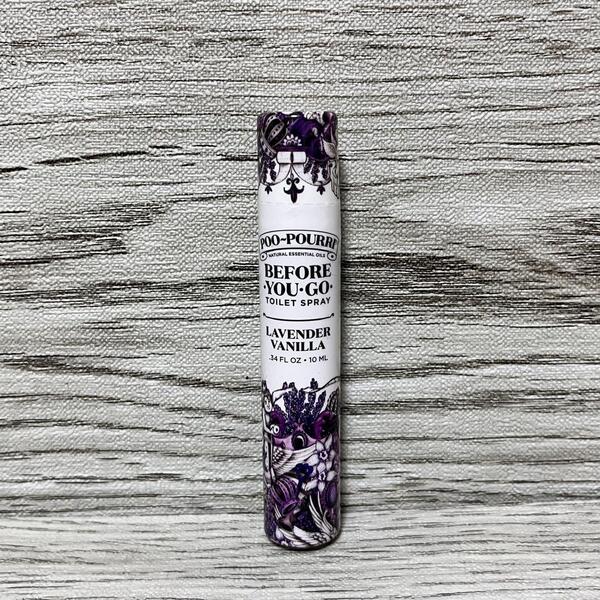 POO~POURRI
NATURAL ESSENTIAL OILS
BEFORE
•YOU•GO•
TOILET SPRAY
LAVENDER
VANILLA
.34 FL OZ • 10 ML